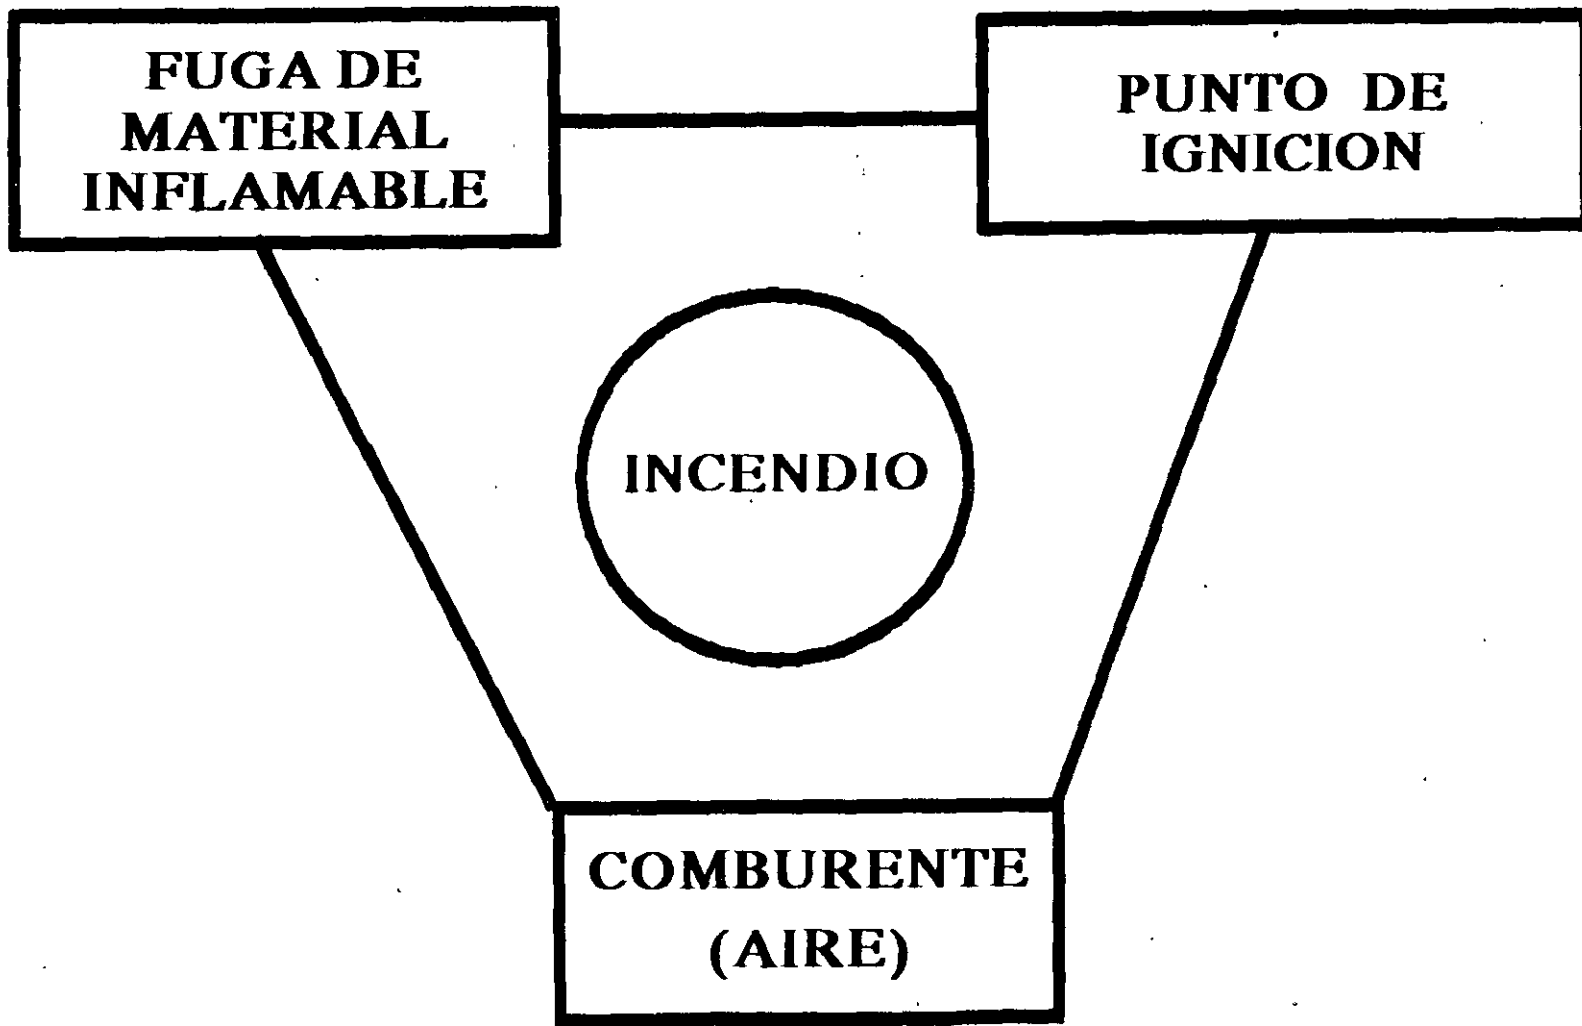 FUGA DE
MATERIAL
INFLAMABLE
PUNTO DE
IGNICION
INCENDIO
COMBURENTE
(AIRE)